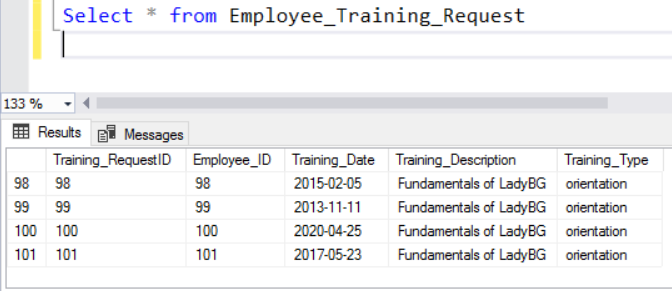 Select * from Employee_Training_Request
133 %
Results Messages
Training_RequestID Employee_ID Training_Date Training_Description Training_Type
98 98 98 2015-02-05 Fundamentals of LadyBG orientation
99 99 99 2013-11-11 Fundamentals of LadyBG orientation
100 100 100 2020-04-25 Fundamentals of LadyBG orientation
101 101 101 2017-05-23 Fundamentals of LadyBG orientation